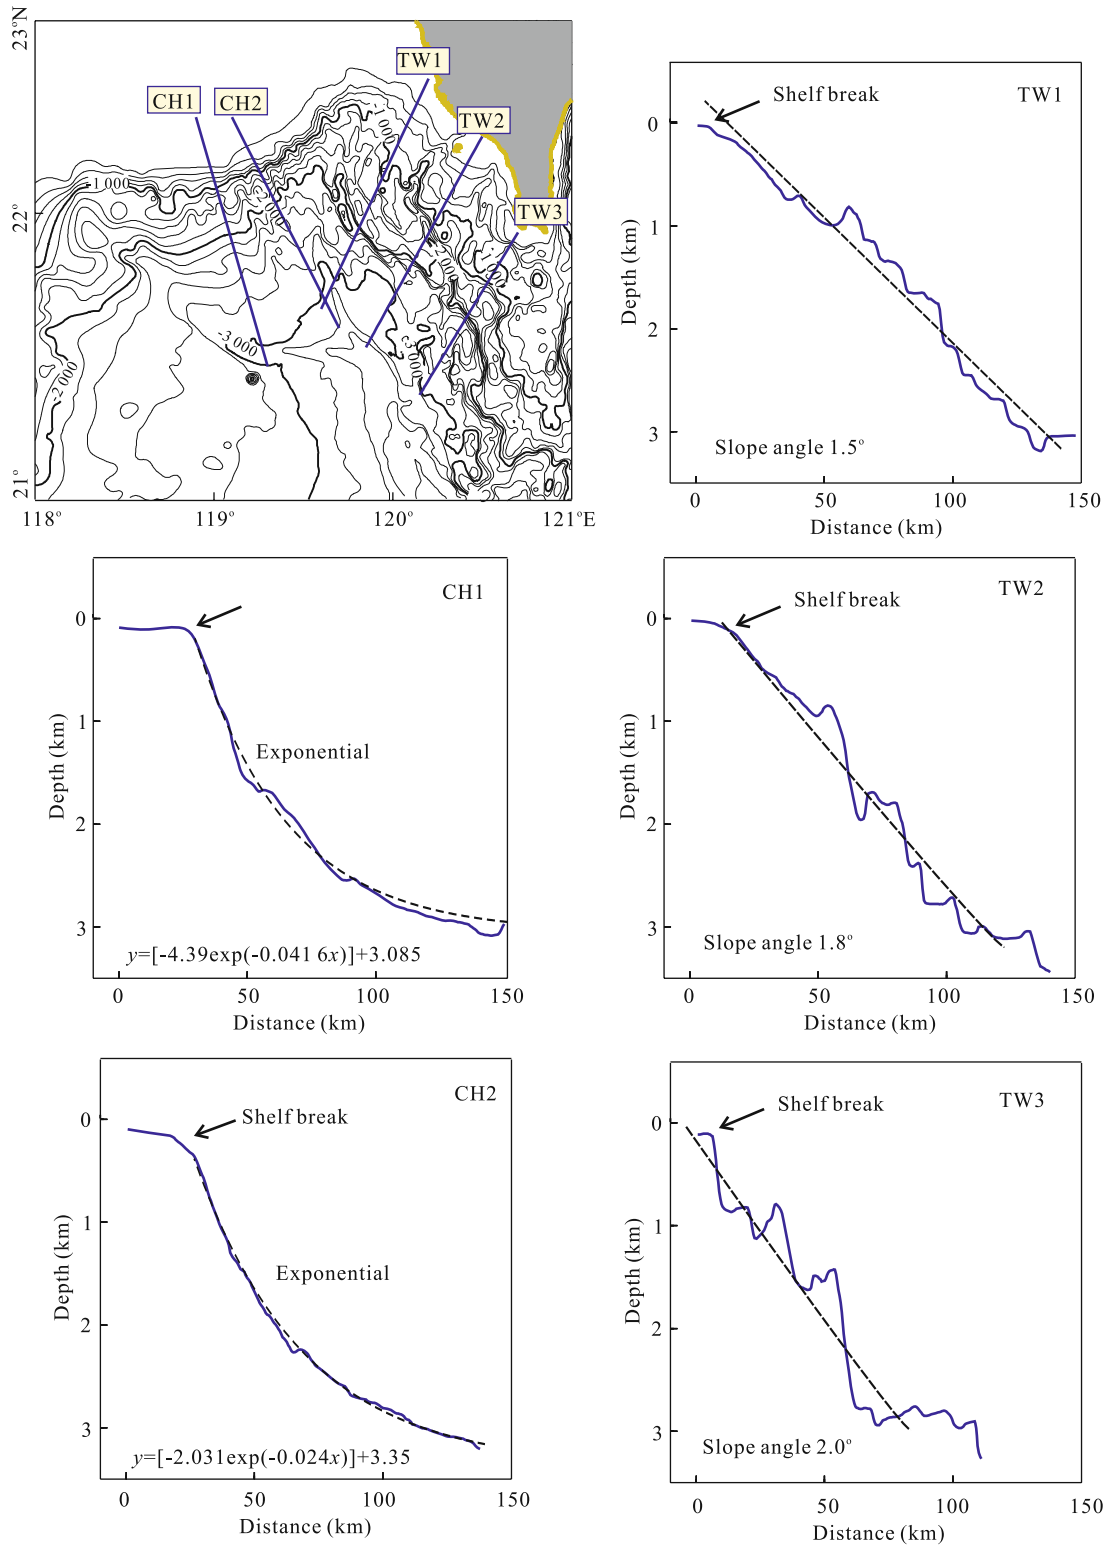 23°N
22°
21°
118°
119°
120°
121°E
CH1
CH2
TW1
TW2
TW3
-1 000
-1 000
-2 000
-2 000
-3 000
TW1
Shelf break
Slope angle 1.5°
Depth (km)
0
1
2
3
0
50
100
150
Distance (km)
CH1
Exponential
y=[-4.39exp(-0.041 6x)]+3.085
Depth (km)
0
1
2
3
0
50
100
150
Distance (km)
TW2
Shelf break
Slope angle 1.8°
Depth (km)
0
1
2
3
0
50
100
150
Distance (km)
CH2
Shelf break
Exponential
y=[-2.031exp(-0.024x)]+3.35
Depth (km)
0
1
2
3
0
50
100
150
Distance (km)
TW3
Shelf break
Slope angle 2.0°
Depth (km)
0
1
2
3
0
50
100
150
Distance (km)